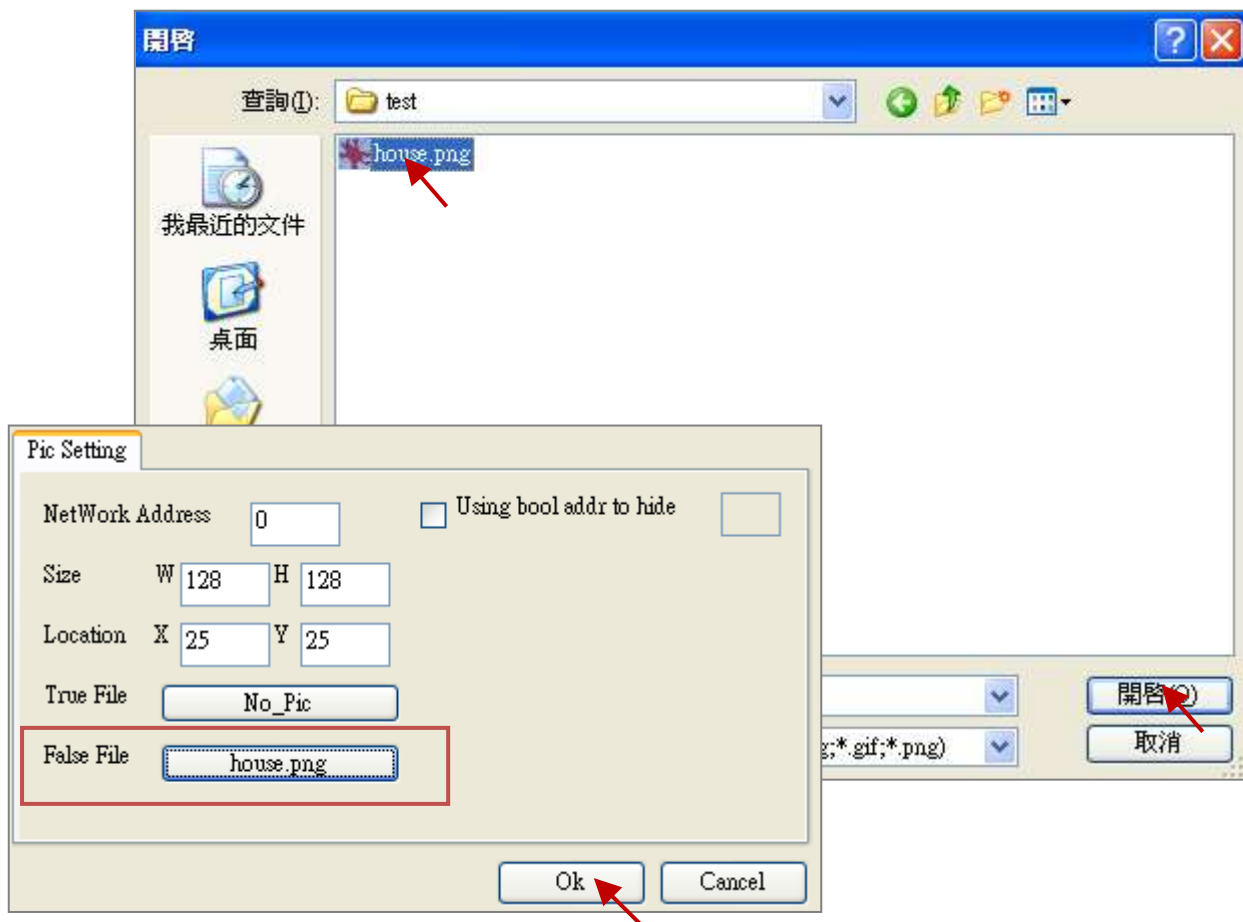 開啓
查詢(I):
test
house.png
我最近的文件
桌面
Pic Setting
NetWork Address 0
Using bool addr to hide
Size W 128 H 128
Location X 25 Y 25
True File No_Pic
False File house.png
Ok Cancel
開啓(O)
g;*.gif;*.png)
取消